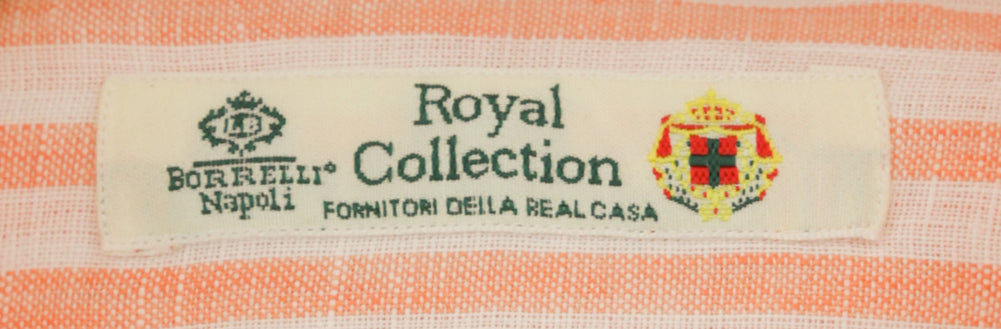 LB
BORRELLI
Napoli
Royal
Collection
FORNITORI DELLA REAL CASA